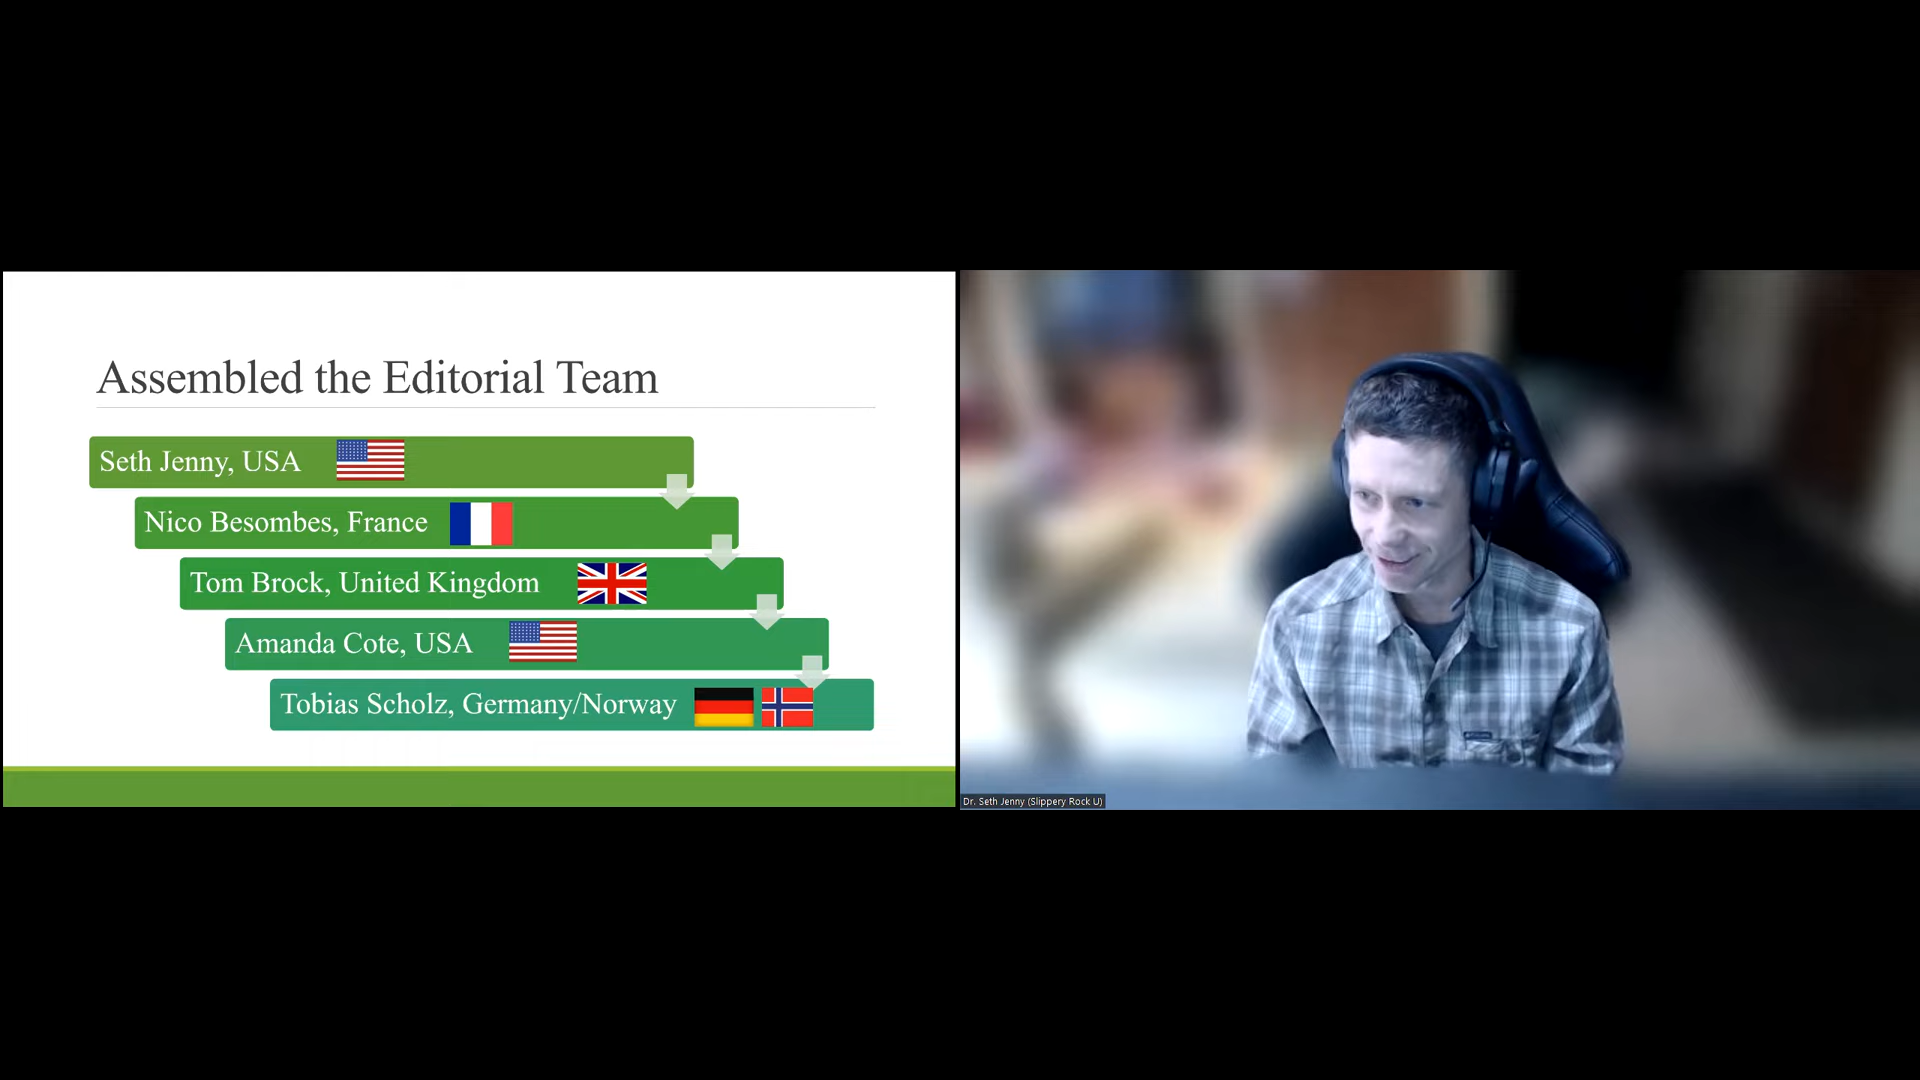 Assembled the Editorial Team
Seth Jenny, USA
Nico Besombes, France
Tom Brock, United Kingdom
Amanda Cote, USA
Tobias Scholz, Germany/Norway
Dr. Seth Jenny (Slippery Rock U)